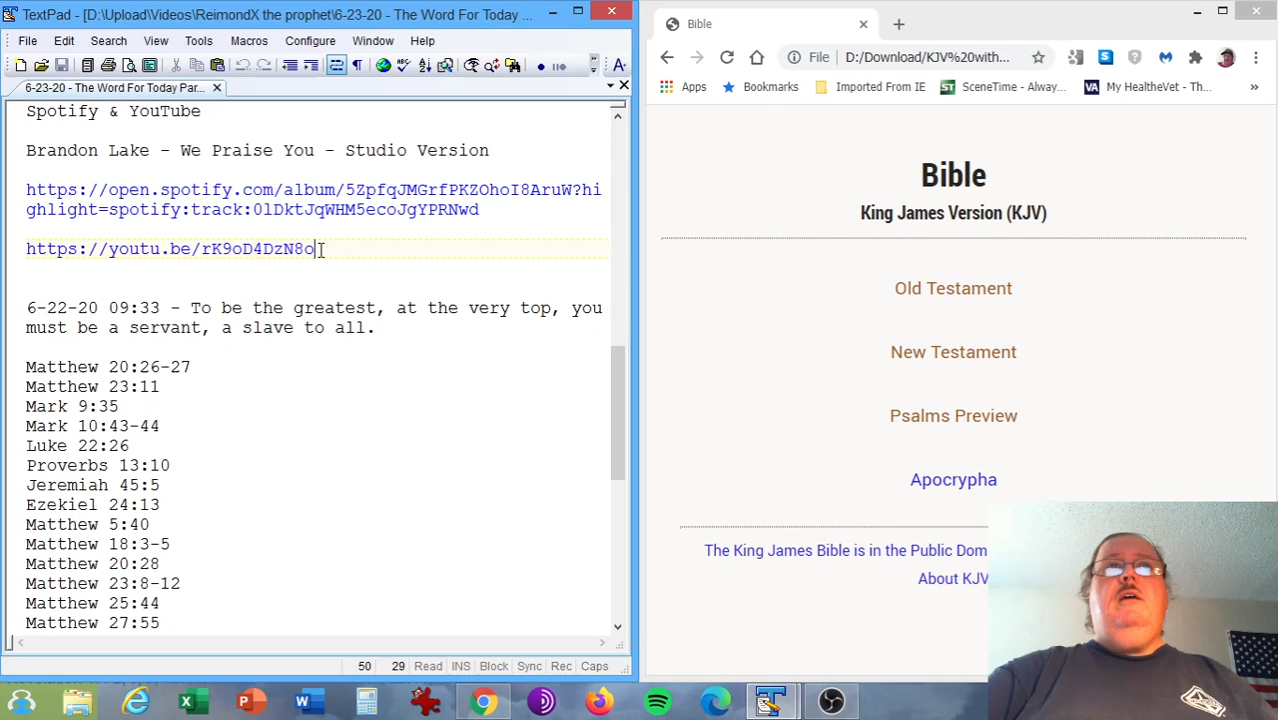 TextPad - [D:\Upload\Videos\ReimondX the prophet\6-23-20 - The Word For Today ...
File Edit Search View Tools Macros Configure Window Help
6-23-20 - The Word For Today Par...
Spotify & YouTube
Brandon Lake - We Praise You - Studio Version
https://open.spotify.com/album/5ZpfqJMGrfPKZOhoI8AruW?hi
ghlight=spotify:track:0lDktJqWHM5ecoJgYPRNwd
https://youtu.be/rK9oD4DzN8o
6-22-20 09:33 - To be the greatest, at the very top, you
must be a servant, a slave to all.
Matthew 20:26-27
Matthew 23:11
Mark 9:35
Mark 10:43-44
Luke 22:26
Proverbs 13:10
Jeremiah 45:5
Ezekiel 24:13
Matthew 5:40
Matthew 18:3-5
Matthew 20:28
Matthew 23:8-12
Matthew 25:44
Matthew 27:55
50 29 Read INS Block Sync Rec Caps
Bible
File D:/Download/KJV%20with...
Apps Bookmarks Imported From IE SceneTime - Alway... My HealtheVet - Th...
Bible
King James Version (KJV)
Old Testament
New Testament
Psalms Preview
Apocrypha
The King James Bible is in the Public Dom
About KJV